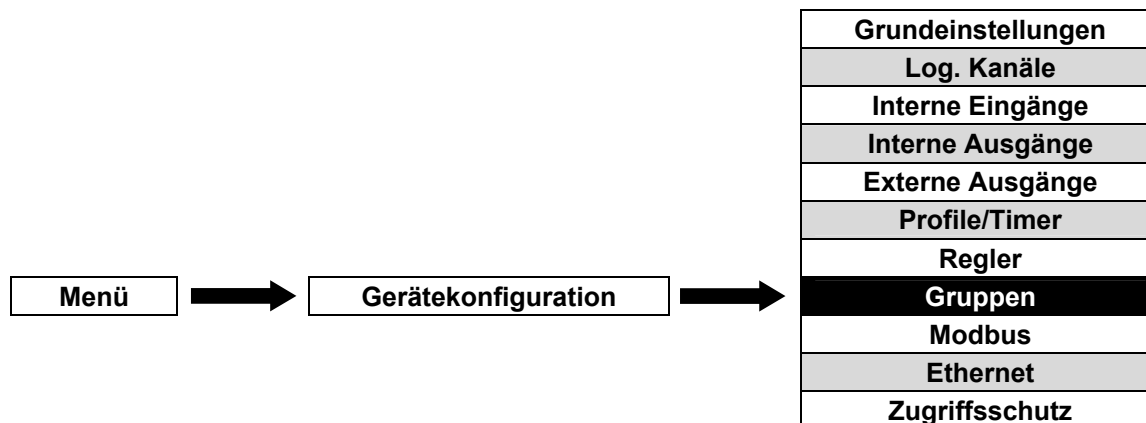 Grundeinstellungen
Log. Kanäle
Interne Eingänge
Interne Ausgänge
Externe Ausgänge
Profile/Timer
Regler
Menü Gerätekonfiguration Gruppen
Modbus
Ethernet
Zugriffsschutz